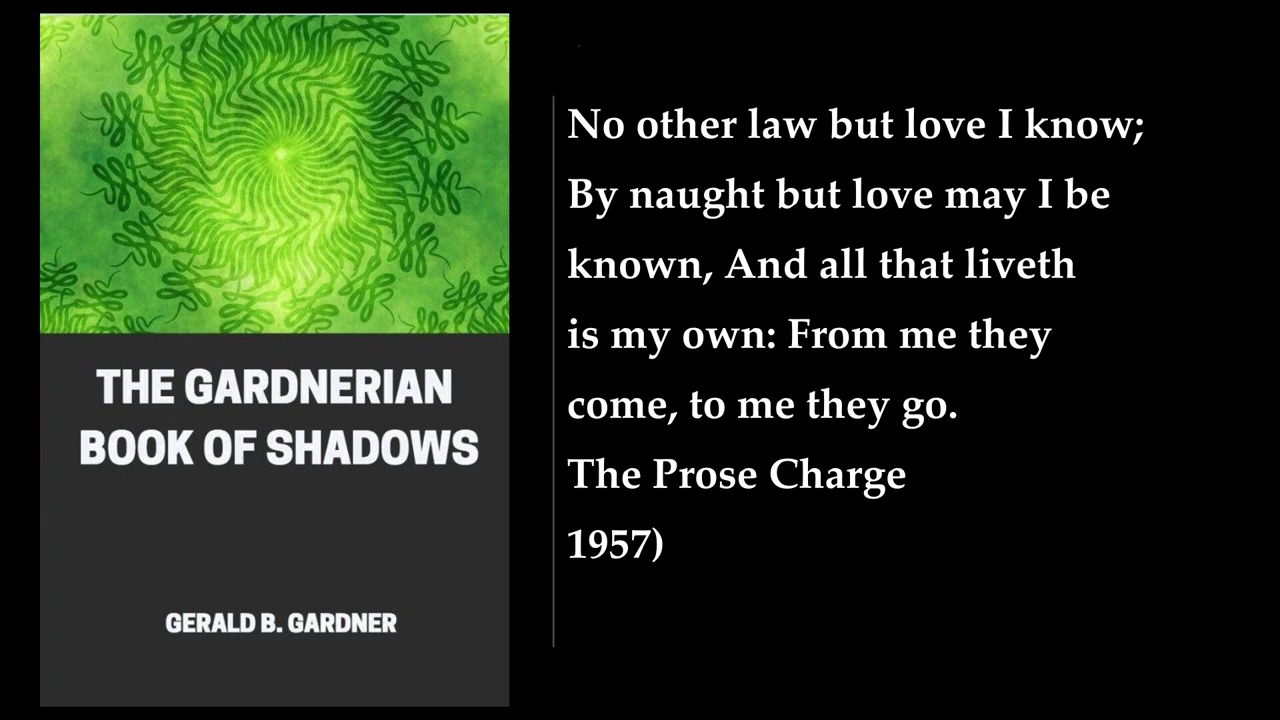 THE GARDNERIAN
BOOK OF SHADOWS
GERALD B. GARDNER
No other law but love I know;
By naught but love may I be
known, And all that liveth
is my own: From me they
come, to me they go.
The Prose Charge
1957)